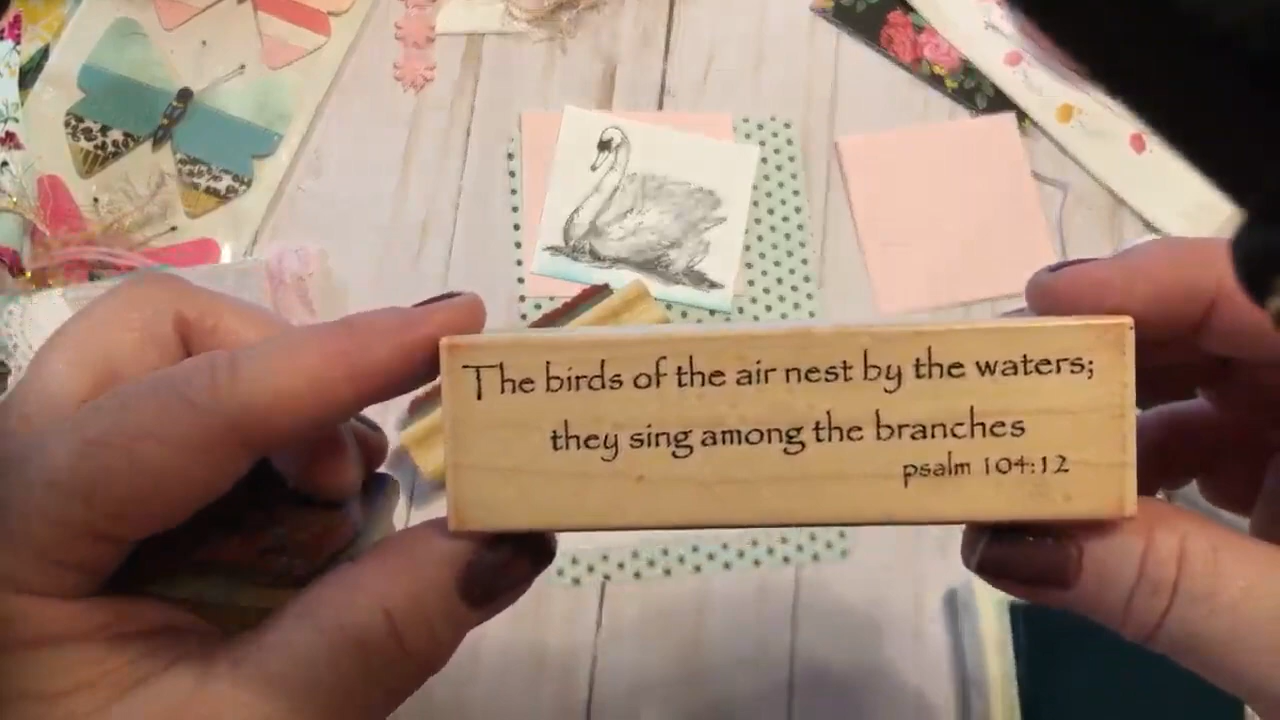 The birds of the air nest by the waters;
they sing among the branches
psalm 104:12